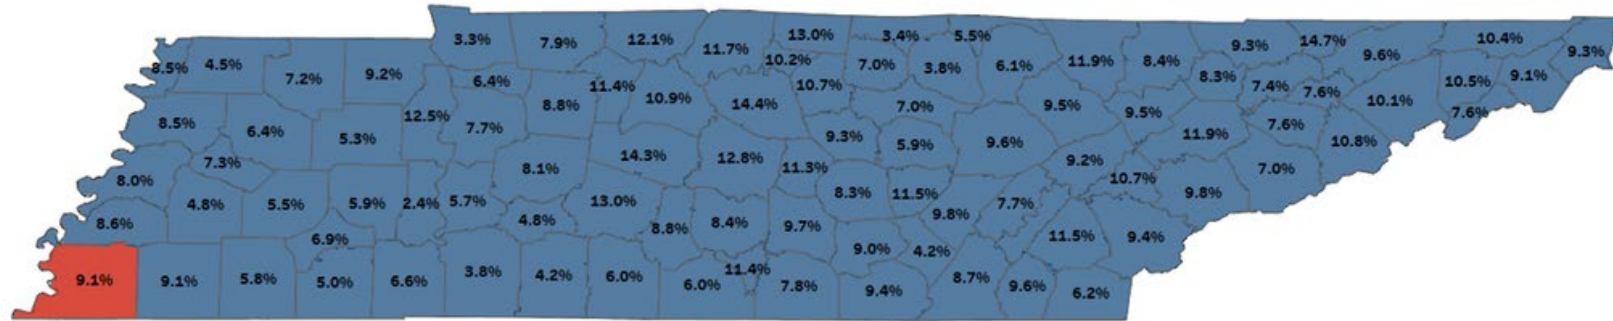 3.3% 7.9% 12.1% 11.7% 13.0% 3.4% 5.5% 9.3% 14.7% 9.6% 10.4% 9.3%
8.5% 4.5% 7.2% 9.2% 6.4% 10.2% 7.0% 3.8% 6.1% 11.9% 8.4% 8.3% 10.5% 9.1%
8.8% 11.4% 10.9% 14.4% 10.7% 7.0% 9.5% 7.4% 7.6% 10.1% 7.6%
8.5% 6.4% 5.3% 12.5% 7.7% 9.3% 5.9% 9.6% 9.5% 11.9% 7.6% 10.8%
7.3% 8.1% 14.3% 12.8% 11.3% 9.2% 7.0%
8.0% 4.8% 5.5% 5.9% 2.4% 5.7% 13.0% 8.3% 11.5% 7.7% 10.7% 9.8%
8.6% 6.9% 4.8% 8.8% 8.4% 9.7% 9.8% 11.5% 9.4%
9.0% 4.2%
9.1% 9.1% 5.8% 5.0% 6.6% 3.8% 4.2% 6.0% 6.0% 11.4% 7.8% 9.4% 8.7% 9.6% 6.2%